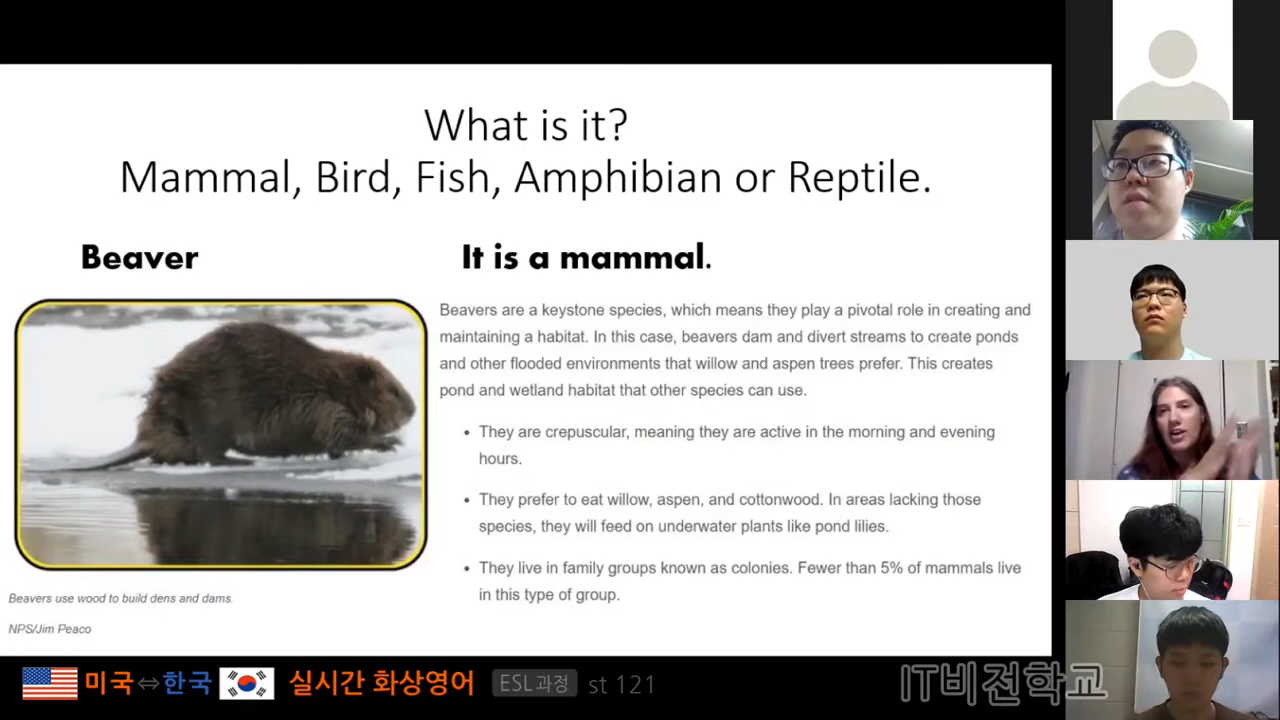 What is it?
Mammal, Bird, Fish, Amphibian or Reptile.
Beaver
It is a mammal.
Beavers are a keystone species, which means they play a pivotal role in creating and
maintaining a habitat. In this case, beavers dam and divert streams to create ponds
and other flooded environments that willow and aspen trees prefer. This creates
pond and wetland habitat that other species can use.
• They are crepuscular, meaning they are active in the morning and evening
hours.
• They prefer to eat willow, aspen, and cottonwood. In areas lacking those
species, they will feed on underwater plants like pond lilies.
• They live in family groups known as colonies. Fewer than 5% of mammals live
in this type of group.
Beavers use wood to build dens and dams.
NPS/Jim Peaco
미국⇔한국 실시간 화상영어 ESL과정 st 121
IT비전학교